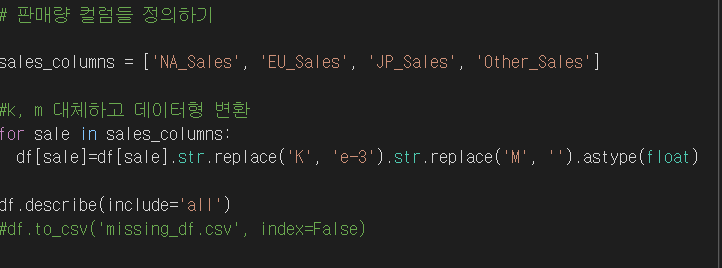 # 판매량 컬럼들 정의하기
sales_columns = ['NA_Sales', 'EU_Sales', 'JP_Sales', 'Other_Sales']
#k, m 대체하고 데이터형 변환
for sale in sales_columns:
  df[sale]=df[sale].str.replace('K', 'e-3').str.replace('M', '').astype(float)
df.describe(include='all')
#df.to_csv('missing_df.csv', index=False)